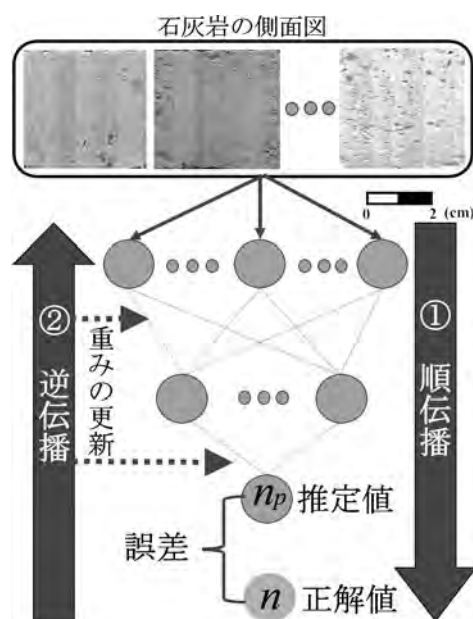 石灰岩の側面図
0 2 (cm)
① 順伝播
② 逆伝播
重みの更新
np 推定値
誤差
n 正解値